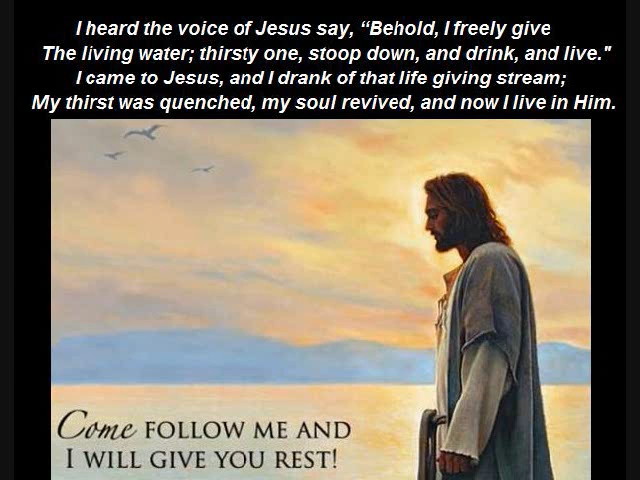 I heard the voice of Jesus say, “Behold, I freely give
The living water; thirsty one, stoop down, and drink, and live."
I came to Jesus, and I drank of that life giving stream;
My thirst was quenched, my soul revived, and now I live in Him.
Come FOLLOW ME AND
I WILL GIVE YOU REST!